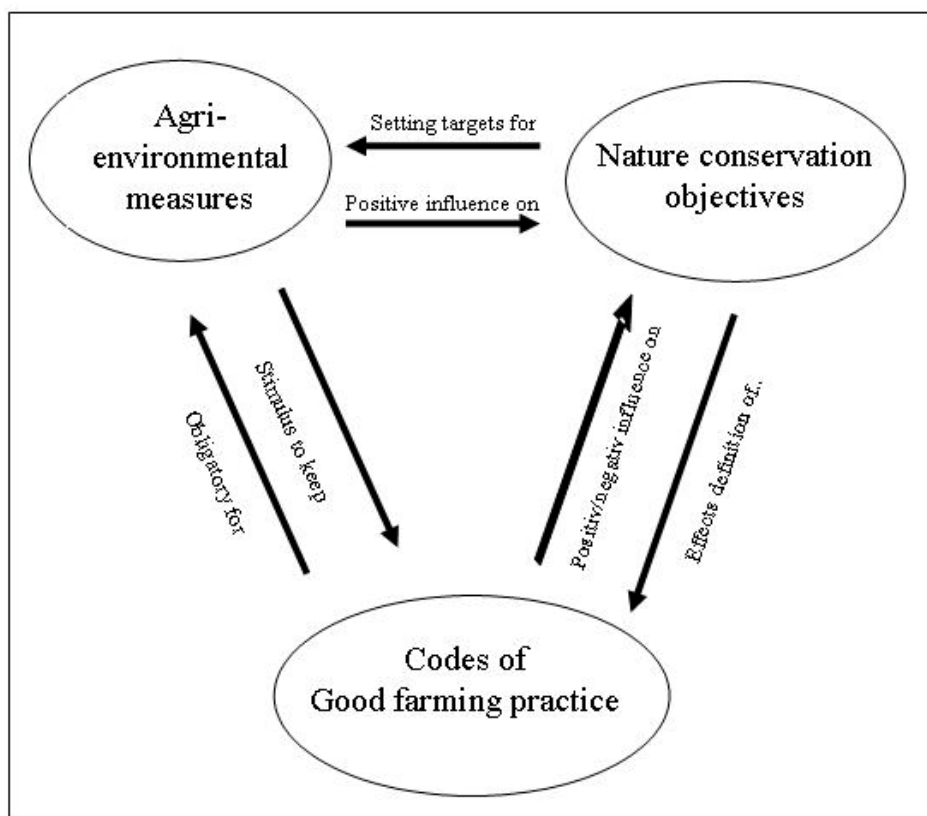 Agri-
environmental
measures
Setting targets for
Positive influence on
Nature conservation
objectives
Obligatory for
Stimulus to keep
Positiv/negativ influence on
Effects definition of..
Codes of
Good farming practice